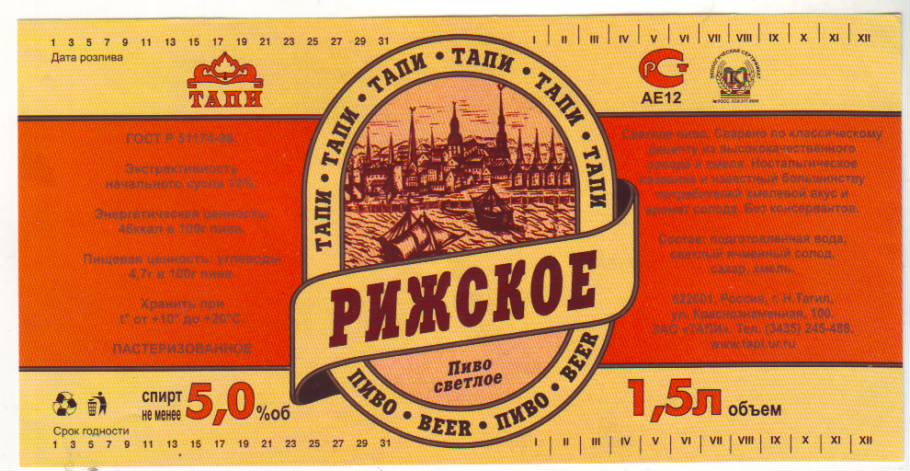 1 3 5 7 9 11 13 15 17 19 21 23 25 27 29 31
Дата розлива
I II III IV V VI VII VIII IX X XI XII
ТАПИ
РСТ
АЕ12
ГОСТ Р 51174-98.
Экстрактивность
начального сусла
Энергетическая ценность:
46ккал в 100г пива.
Пищевая ценность: углеводы
4,7г в 100г пива.
Хранить при
t° от +10° до +20°С.
ПАСТЕРИЗОВАННОЕ
ТАПИ • ТАПИ • ТАПИ • ТАПИ • ТАПИ • ТАПИ
РИЖСКОЕ
Пиво
светлое
ПИВО • BEER • ПИВО • BEER
Светлое пиво. Сварено по классическому
рецепту из высококачественного
солода и хмеля. Ностальгическое
название и известный большинству
потребителей хмелевой вкус и
аромат солода. Без консервантов.
Состав: подготовленная вода,
светлый ячменный солод,
сахар, хмель.
622001, Россия, г. Н.Тагил,
ул. Краснознаменная, 100.
ЗАО «ТАПИ». Тел. (3435) 245-488.
www.tapi.ur.ru
спирт
не менее 5,0 %об
1,5л объем
Срок годности
1 3 5 7 9 11 13 15 17 19 21 23 25 27 29 31
I II III IV V VI VII VIII IX X XI XII